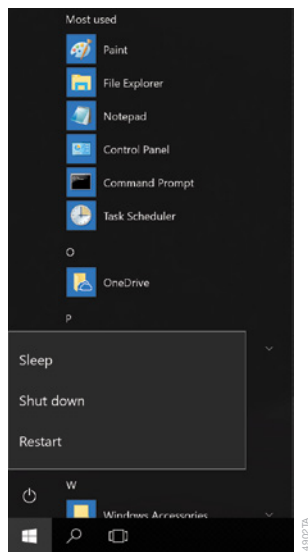 Most used
Paint
File Explorer
Notepad
Control Panel
Command Prompt
Task Scheduler
O
OneDrive
P
Sleep
Shut down
Restart
W
Windows Accessories